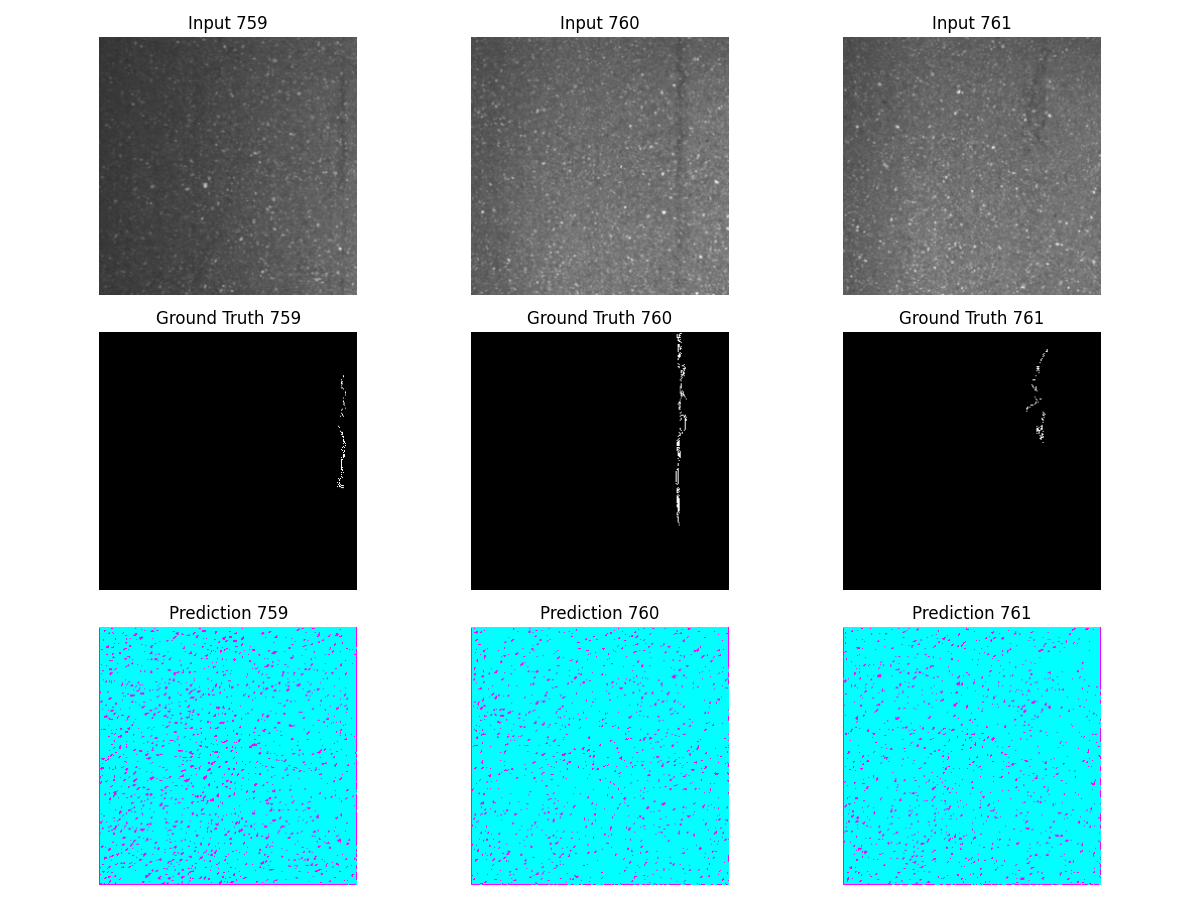 Input 759
Input 760
Input 761
Ground Truth 759
Ground Truth 760
Ground Truth 761
Prediction 759
Prediction 760
Prediction 761